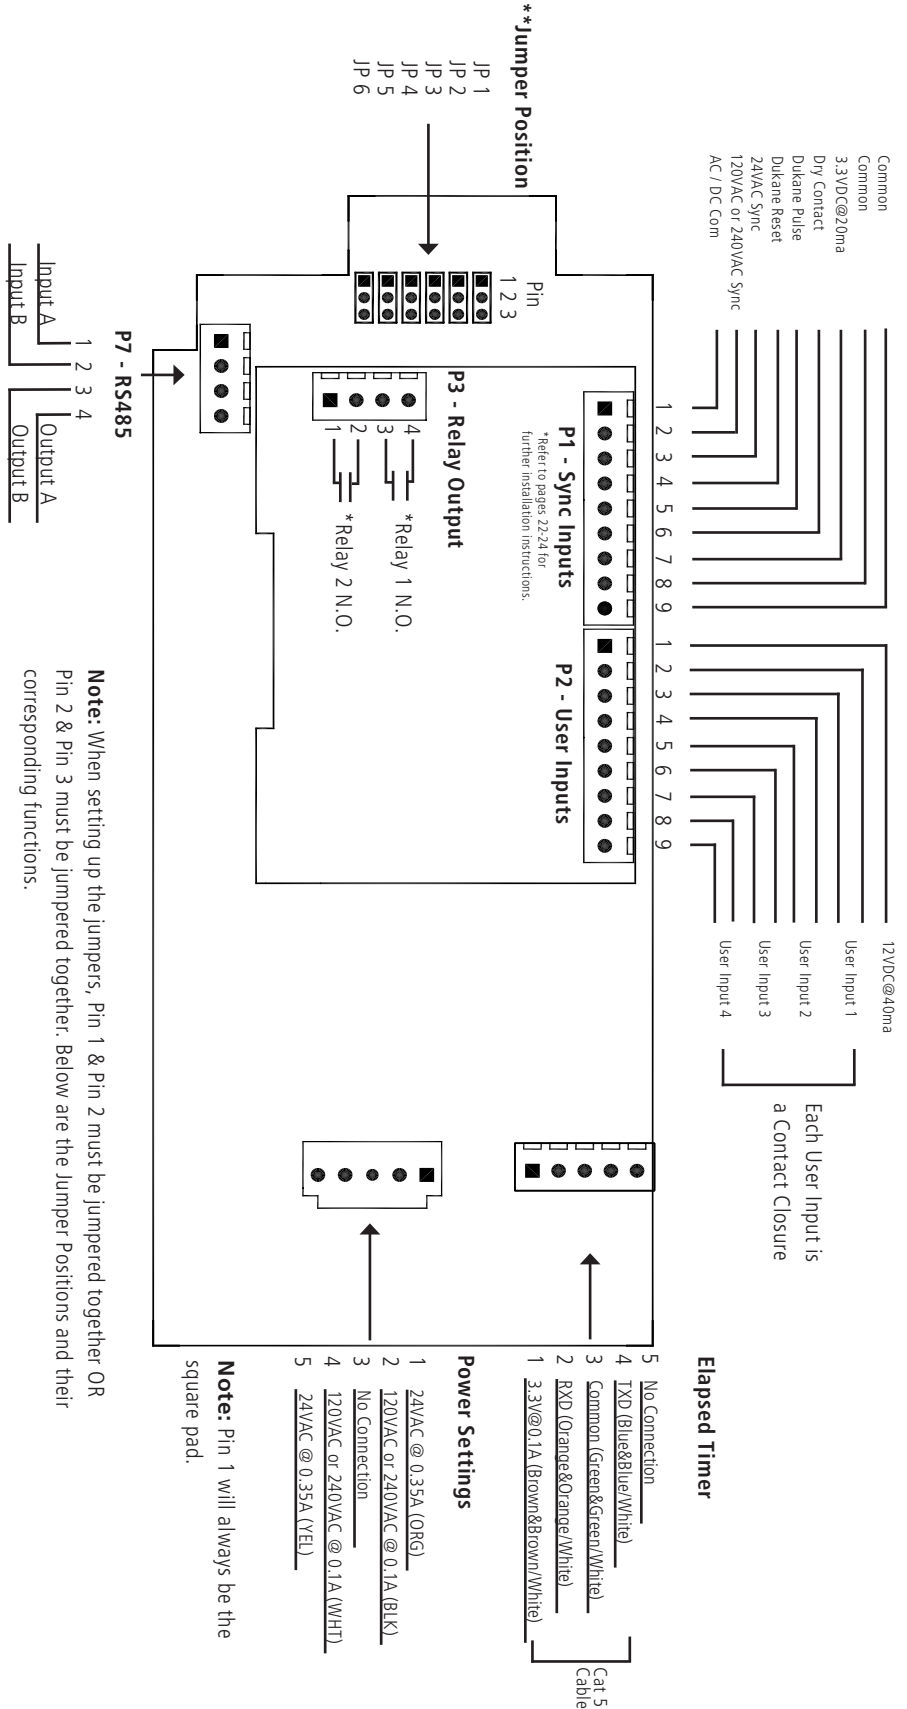 Common
Common
3.3VDC@20ma
Dry Contact
Dukane Pulse
Dukane Reset
24VAC Sync
120VAC or 240VAC Sync
AC / DC Com
1 2 3 4 5 6 7 8 9
12VDC@40ma
User Input 1
User Input 2
User Input 3
User Input 4
1 2 3 4 5 6 7 8 9
Each User Input is
a Contact Closure
P1 - Sync Inputs
*Refer to pages 22-24 for
further installation instructions.
P2 - User Inputs
**Jumper Position
JP 1
JP 2
JP 3
JP 4
JP 5
JP 6
Pin
1 2 3
P3 - Relay Output
4
3
2
1
*Relay 1 N.O.
*Relay 2 N.O.
P7 - RS485
1 2 3 4
Input A
Input B
Output A
Output B
Elapsed Timer
5 No Connection
4 TXD (Blue&Blue/White)
3 Common (Green&Green/White)
2 RXD (Orange&Orange/White)
1 3.3V@0.1A (Brown&Brown/White)
Cat 5
Cable
Power Settings
1 24VAC @ 0.35A (ORG)
2 120VAC or 240VAC @ 0.1A (BLK)
3 No Connection
4 120VAC or 240VAC @ 0.1A (WHT)
5 24VAC @ 0.35A (YEL)
Note: Pin 1 will always be the
square pad.
Note: When setting up the jumpers, Pin 1 & Pin 2 must be jumpered together OR
Pin 2 & Pin 3 must be jumpered together. Below are the Jumper Positions and their
corresponding functions.